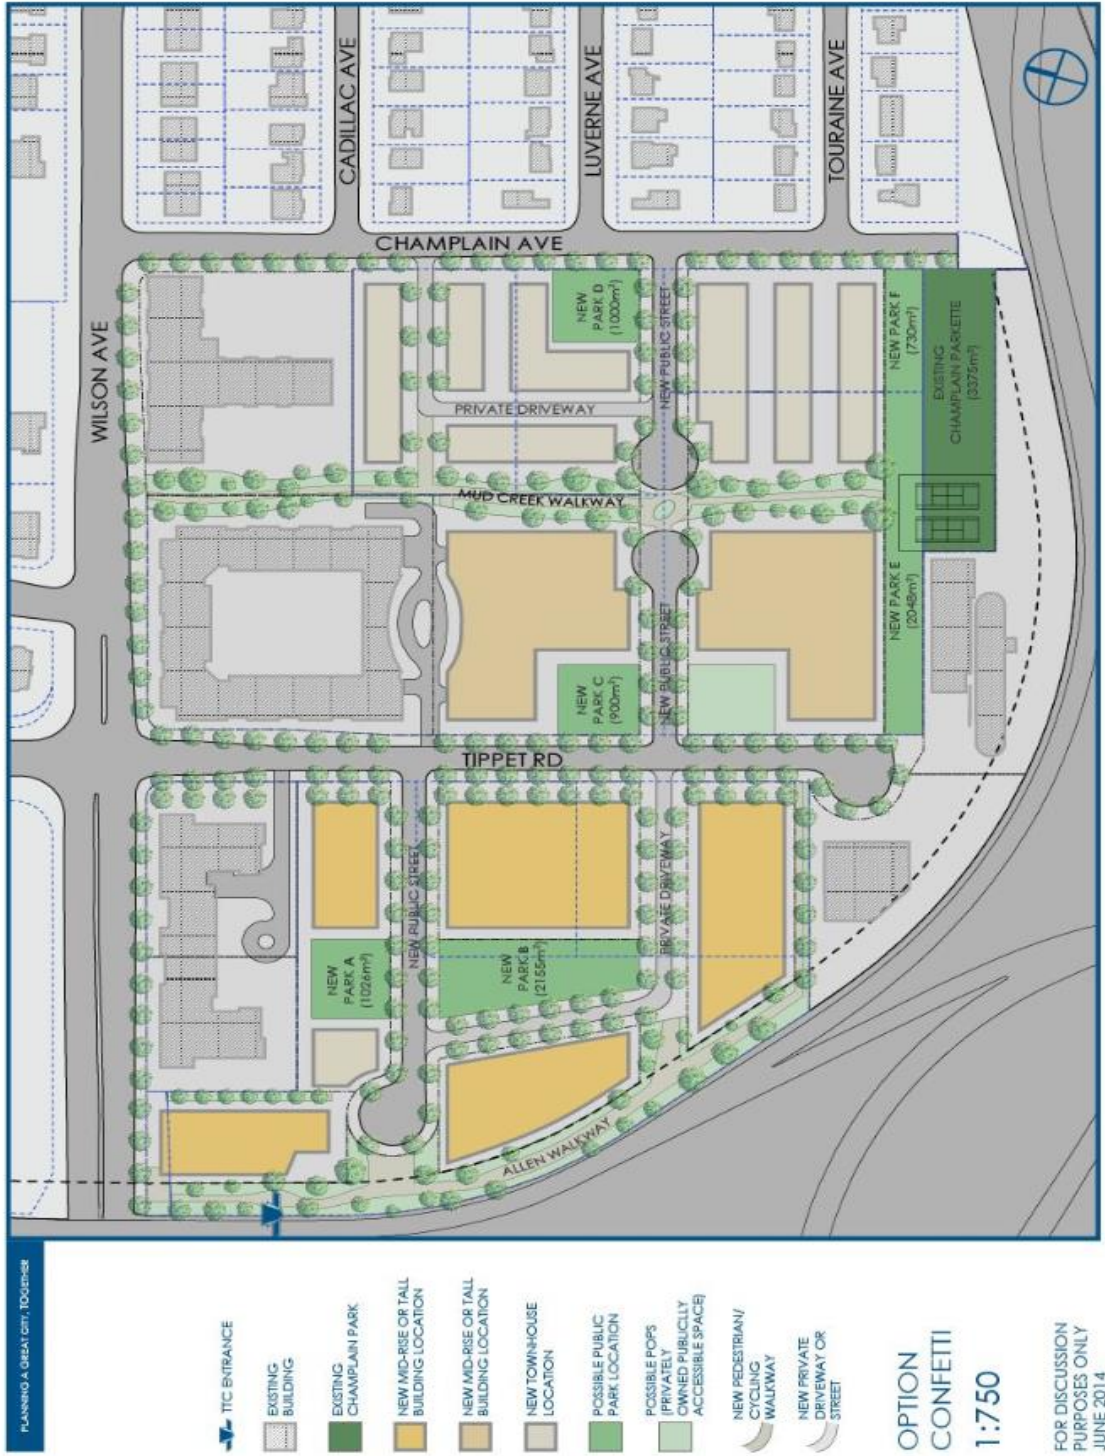 PLANNING A GREAT CITY, TOGETHER
TTC ENTRANCE
EXISTING
BUILDING
EXISTING
CHAMPLAIN PARK
NEW MID-RISE OR TALL
BUILDING LOCATION
NEW MID-RISE OR TALL
BUILDING LOCATION
NEW TOWNHOUSE
LOCATION
POSSIBLE PUBLIC
PARK LOCATION
POSSIBLE POPS
(PRIVATELY
OWNED PUBLICLLY
ACCESSIBLE SPACE)
NEW PEDESTRIAN/
CYCLING
WALKWAY
NEW PRIVATE
DRIVEWAY OR
STREET
OPTION
CONFETTI
1:750
FOR DISCUSSION
PURPOSES ONLY
JUNE 2014
WILSON AVE
CADILLAC AVE
LUVERNE AVE
TOURAINE AVE
CHAMPLAIN AVE
NEW
PARK D
(1000m²)
NEW PUBLIC STREET
NEW PARK F
(730m²)
EXISTING
CHAMPLAIN PARKETTE
(3375m²)
PRIVATE DRIVEWAY
MUD CREEK WALKWAY
NEW
PARK C
(900m²)
NEW PUBLIC STREET
NEW PARK E
(2048m²)
TIPPET RD
NEW PUBLIC STREET
PRIVATE DRIVEWAY
NEW
PARK A
(1026m²)
NEW
PARK B
(2155m²)
ALLEN WALKWAY